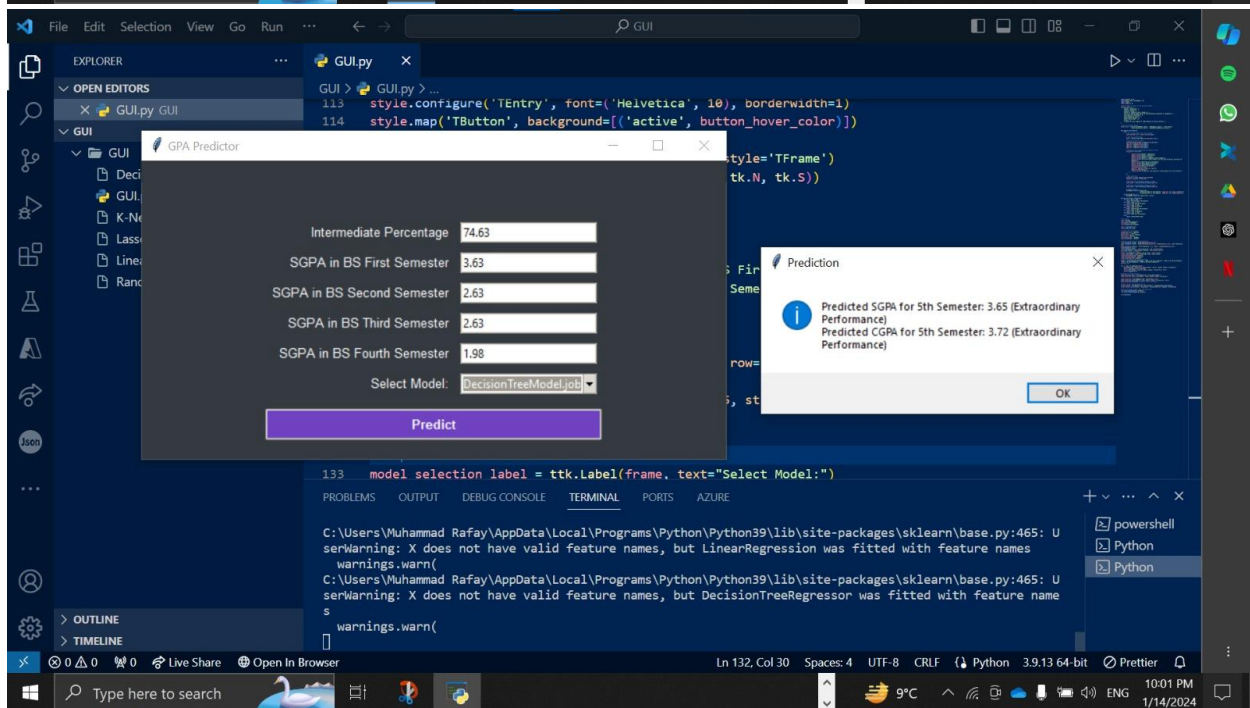 File Edit Selection View Go Run ... GUI
EXPLORER ...
OPEN EDITORS
GUI.py GUI
GUI
GUI
Deci
GUI.
K-Ne
Lass
Line
Rand
OUTLINE
TIMELINE
GUI.py
GUI > GUI.py > ...
113 style.configure('TEntry', font=('Helvetica', 10), borderwidth=1)
114 style.map('TButton', background=[('active', button_hover_color)])
style='TFrame')
tk.N, tk.S))
s Fir
Seme
row=
, st
133 model_selection_label = ttk.Label(frame, text="Select Model:")
GPA Predictor
Intermediate Percentage 74.63
SGPA in BS First Semester 3.63
SGPA in BS Second Semester 2.63
SGPA in BS Third Semester 2.63
SGPA in BS Fourth Semester 1.98
Select Model: DecisionTreeModel.job
Predict
Prediction
Predicted SGPA for 5th Semester: 3.65 (Extraordinary
Performance)
Predicted CGPA for 5th Semester: 3.72 (Extraordinary
Performance)
OK
PROBLEMS OUTPUT DEBUG CONSOLE TERMINAL PORTS AZURE
C:\Users\Muhammad Rafay\AppData\Local\Programs\Python\Python39\lib\site-packages\sklearn\base.py:465: U
serWarning: X does not have valid feature names, but LinearRegression was fitted with feature names
warnings.warn(
C:\Users\Muhammad Rafay\AppData\Local\Programs\Python\Python39\lib\site-packages\sklearn\base.py:465: U
serWarning: X does not have valid feature names, but DecisionTreeRegressor was fitted with feature name
s
warnings.warn(
powershell
Python
Python
Json
0 0 0 Live Share Open In Browser Ln 132, Col 30 Spaces: 4 UTF-8 CRLF Python 3.9.13 64-bit Prettier
Type here to search 9°C ENG 10:01 PM
1/14/2024